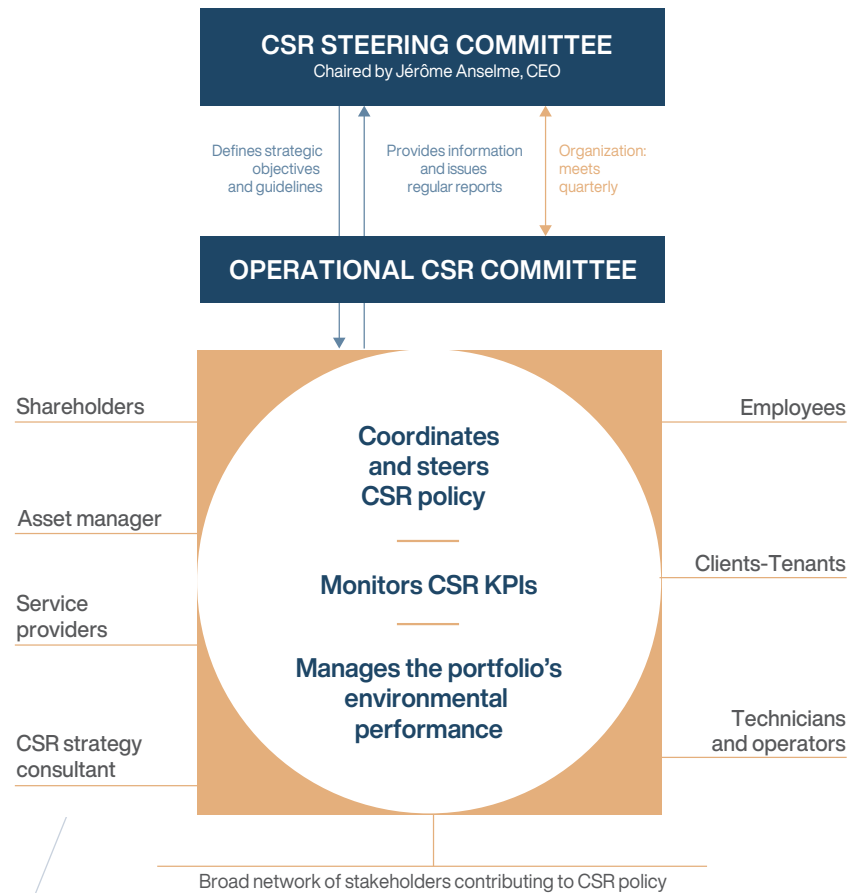 CSR STEERING COMMITTEE
Chaired by Jérôme Anselme, CEO
Defines strategic
objectives
and guidelines
Provides information
and issues
regular reports
Organization:
meets
quarterly
OPERATIONAL CSR COMMITTEE
Shareholders
Asset manager
Service
providers
CSR strategy
consultant
Coordinates
and steers
CSR policy
Monitors CSR KPIs
Manages the portfolio’s
environmental
performance
Employees
Clients-Tenants
Technicians
and operators
Broad network of stakeholders contributing to CSR policy